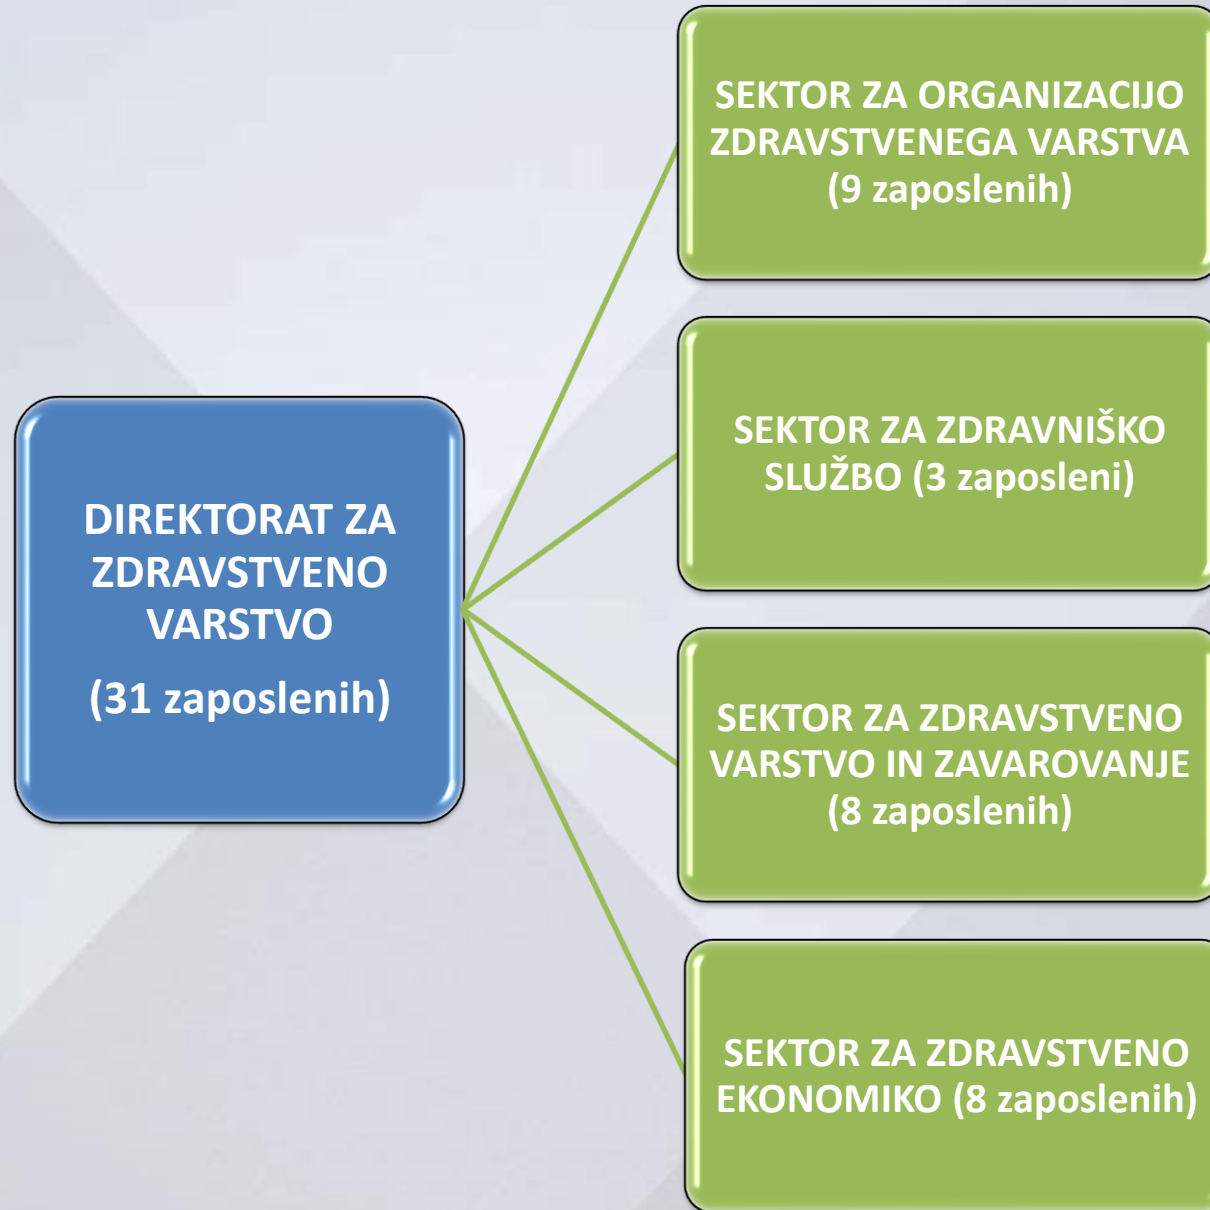 DIREKTORAT ZA
ZDRAVSTVENO
VARSTVO
(31 zaposlenih)
SEKTOR ZA ORGANIZACIJO
ZDRAVSTVENEGA VARSTVA
(9 zaposlenih)
SEKTOR ZA ZDRAVNIŠKO
SLUŽBO (3 zaposleni)
SEKTOR ZA ZDRAVSTVENO
VARSTVO IN ZAVAROVANJE
(8 zaposlenih)
SEKTOR ZA ZDRAVSTVENO
EKONOMIKO (8 zaposlenih)